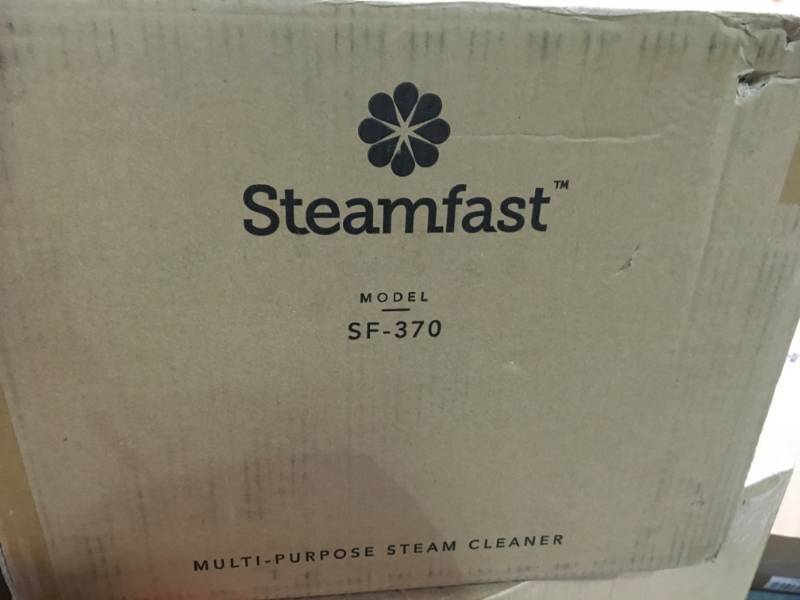 Steamfast™
MODEL
SF-370
MULTI-PURPOSE STEAM CLEANER